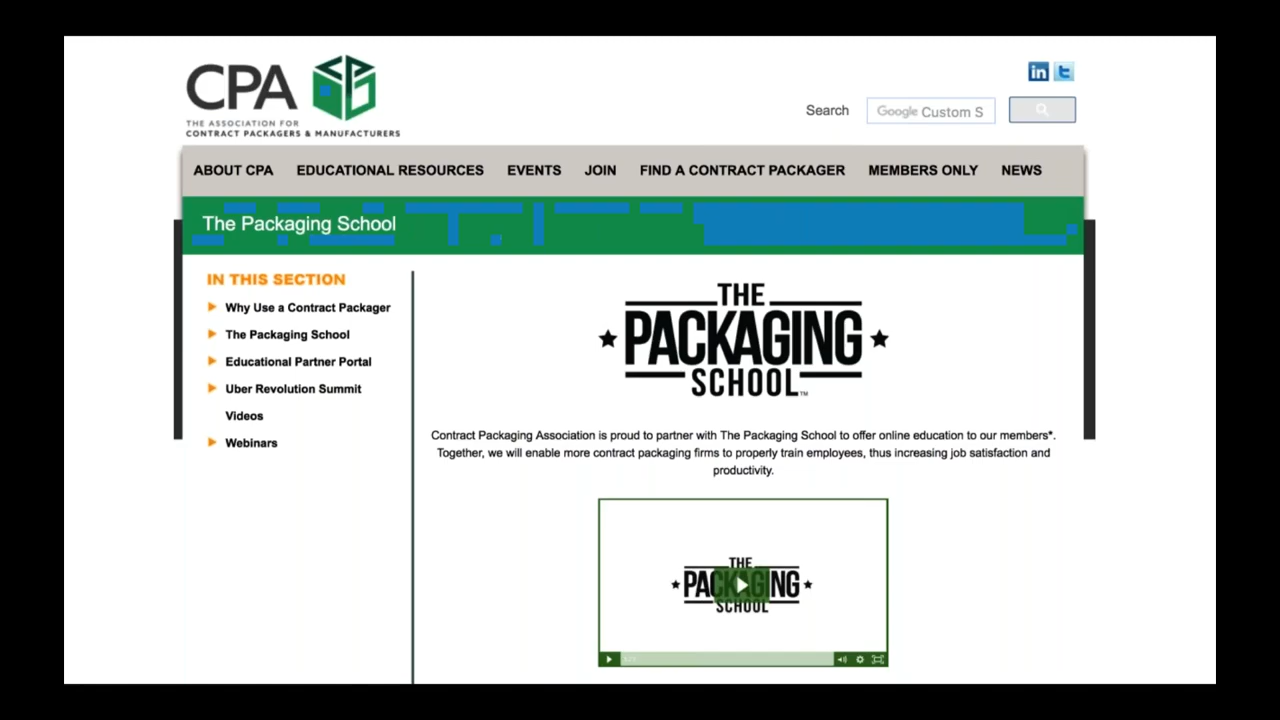 CPA
THE ASSOCIATION FOR
CONTRACT PACKAGERS & MANUFACTURERS
in
t
Search
Google Custom S
ABOUT CPA
EDUCATIONAL RESOURCES
EVENTS
JOIN
FIND A CONTRACT PACKAGER
MEMBERS ONLY
NEWS
The Packaging School
IN THIS SECTION
Why Use a Contract Packager
The Packaging School
Educational Partner Portal
Uber Revolution Summit
Videos
Webinars
THE
PACKAGING
SCHOOL™
Contract Packaging Association is proud to partner with The Packaging School to offer online education to our members*.
Together, we will enable more contract packaging firms to properly train employees, thus increasing job satisfaction and
productivity.
THE
PACKAGING
SCHOOL